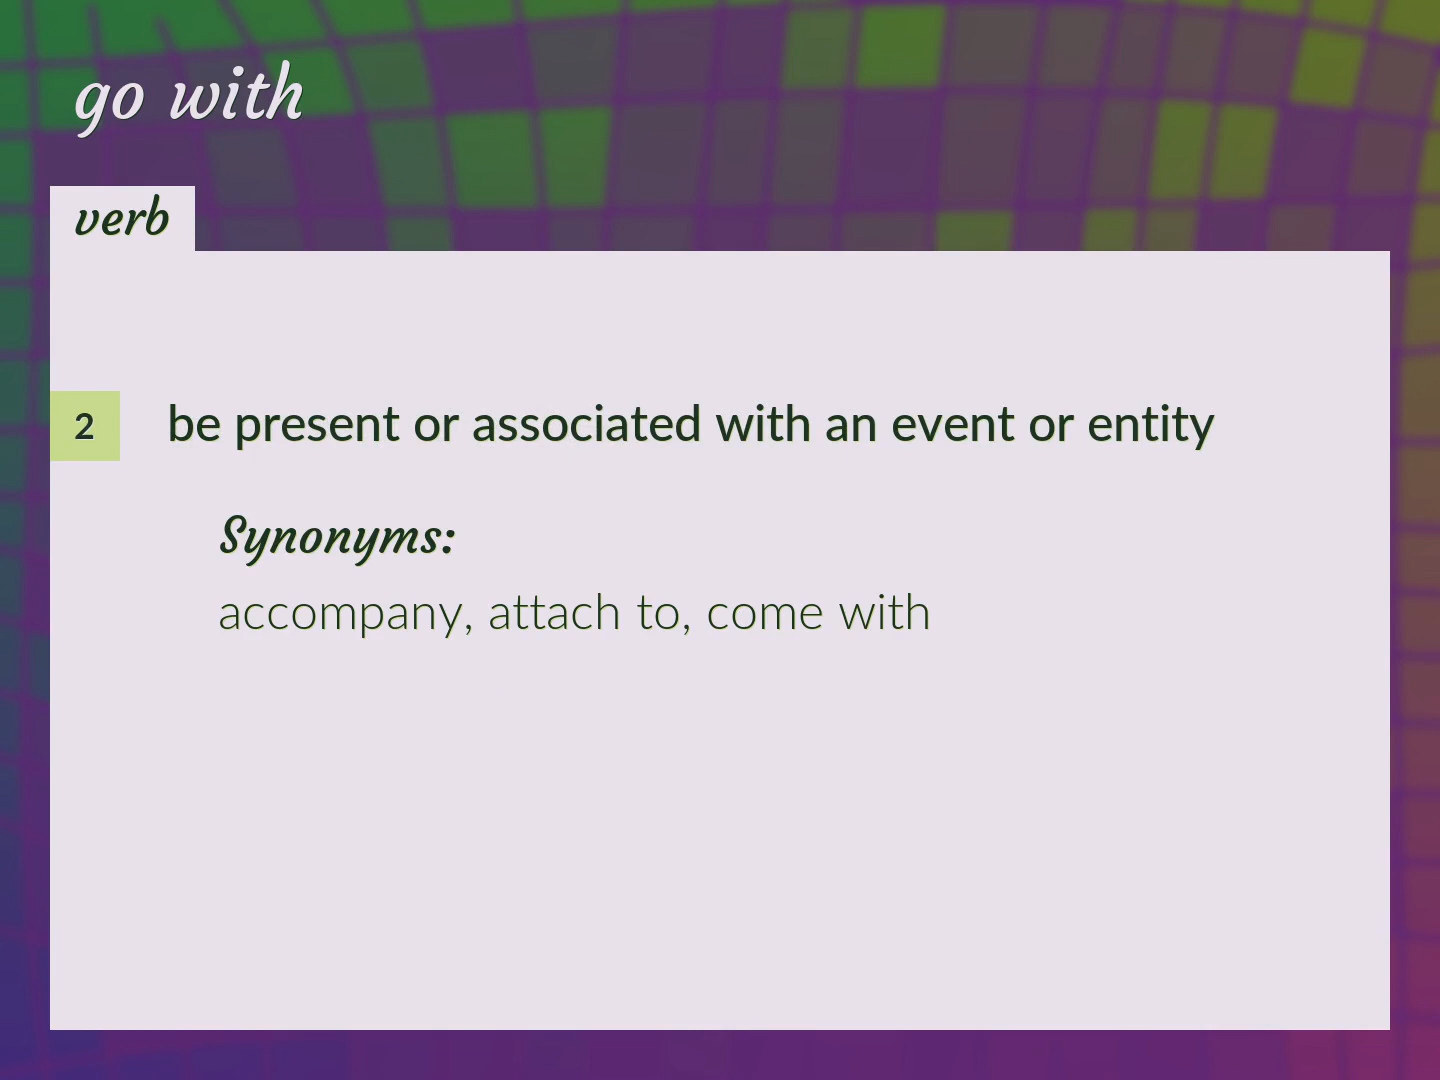 go with
verb
2 be present or associated with an event or entity
Synonyms:
accompany, attach to, come with